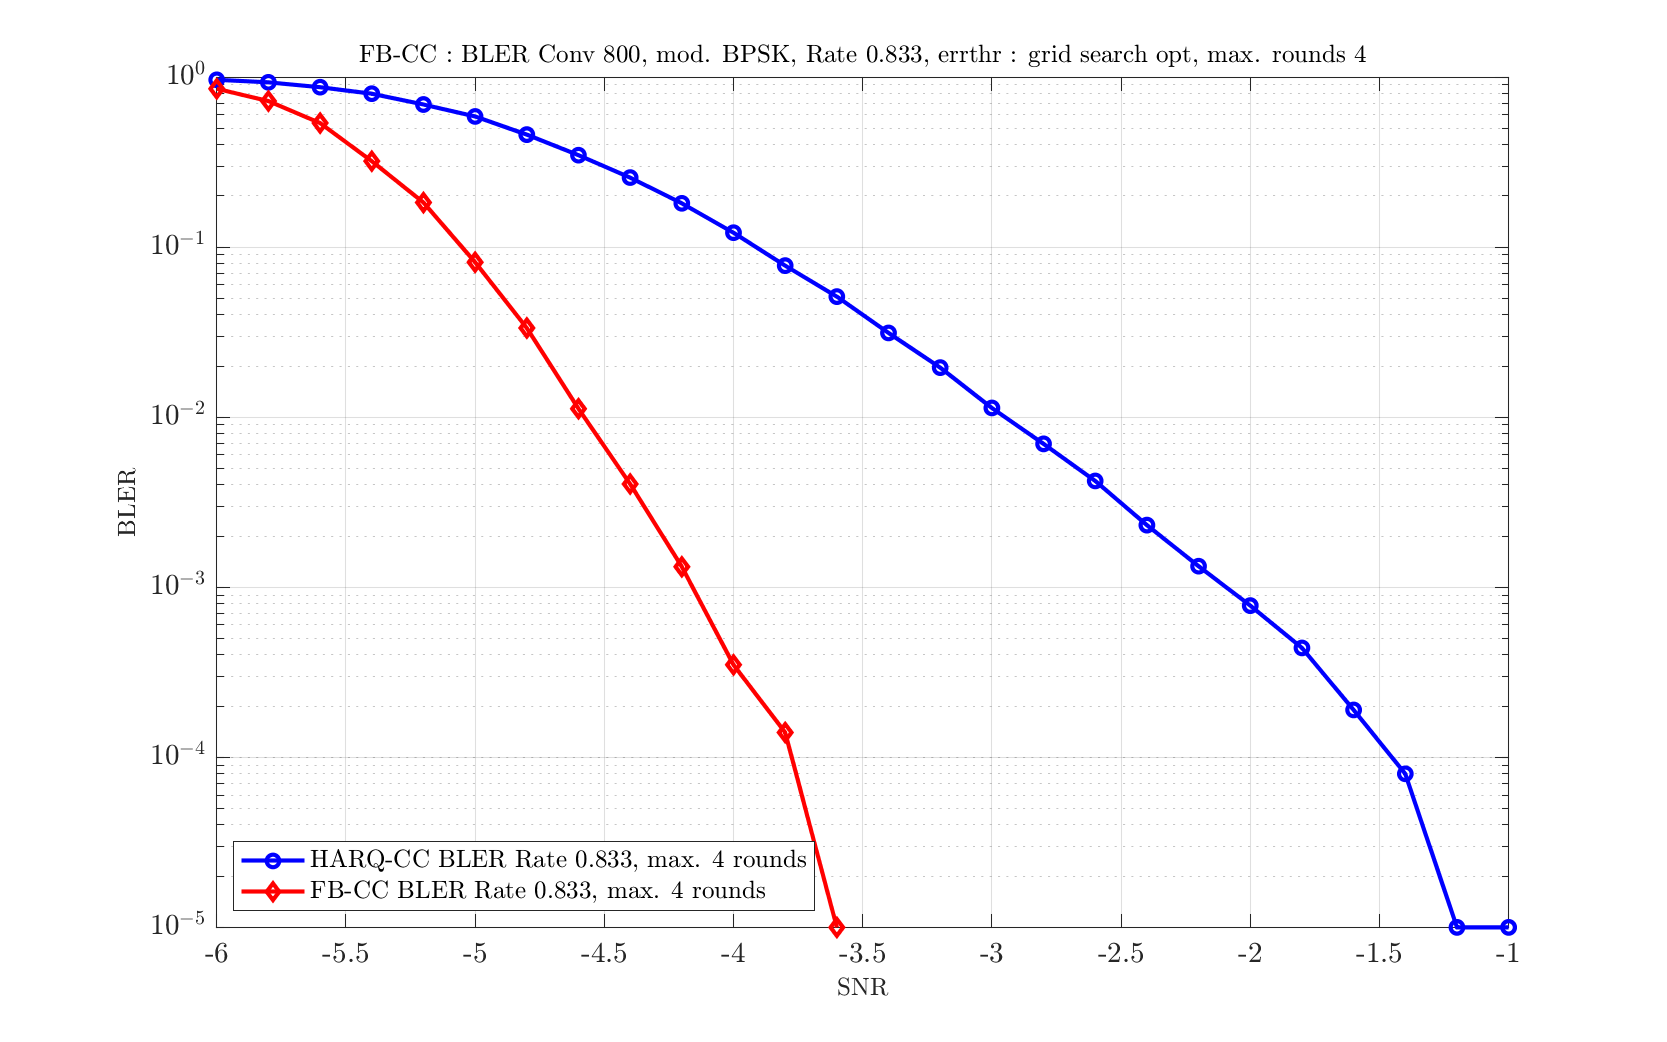 FB-CC : BLER Conv 800, mod. BPSK, Rate 0.833, errthr : grid search opt, max. rounds 4
10^0
10^-1
10^-2
10^-3
10^-4
10^-5
BLER
HARQ-CC BLER Rate 0.833, max. 4 rounds
FB-CC BLER Rate 0.833, max. 4 rounds
-6 -5.5 -5 -4.5 -4 -3.5 -3 -2.5 -2 -1.5 -1
SNR